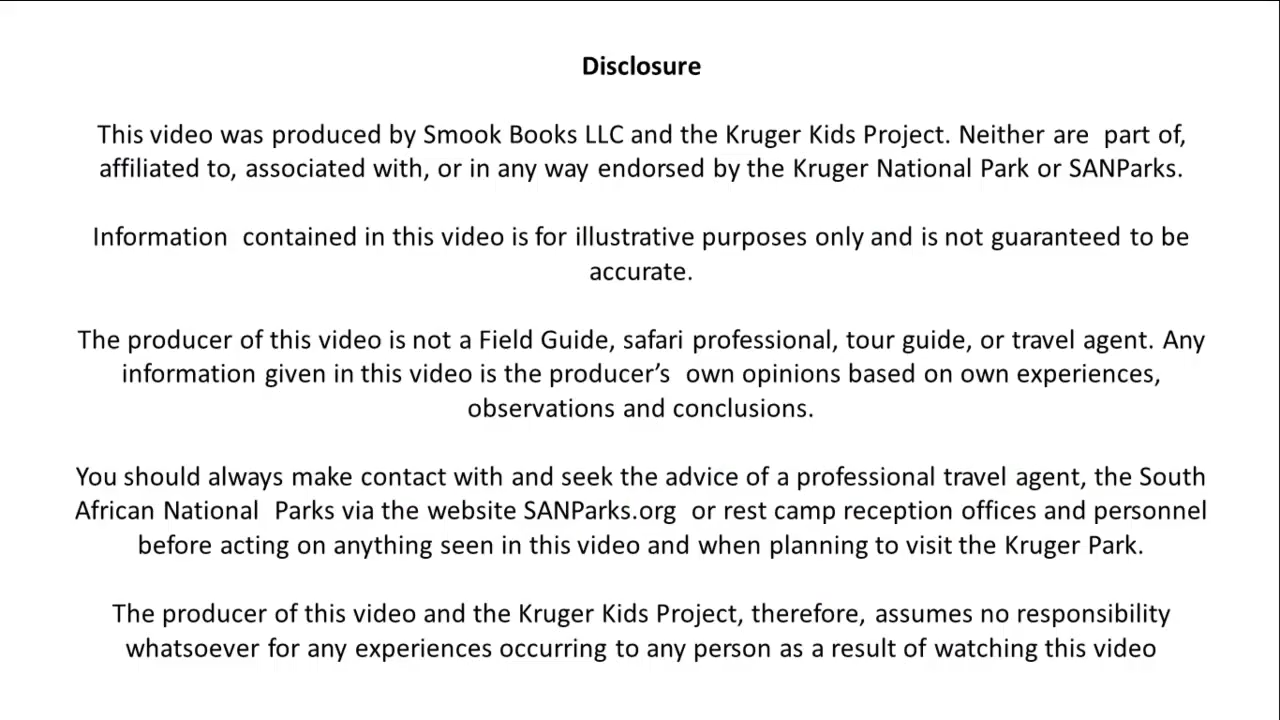 Disclosure
This video was produced by Smook Books LLC and the Kruger Kids Project. Neither are  part of,
affiliated to, associated with, or in any way endorsed by the Kruger National Park or SANParks.
Information  contained in this video is for illustrative purposes only and is not guaranteed to be
accurate.
The producer of this video is not a Field Guide, safari professional, tour guide, or travel agent. Any
information given in this video is the producer’s  own opinions based on own experiences,
observations and conclusions.
You should always make contact with and seek the advice of a professional travel agent, the South
African National  Parks via the website SANParks.org  or rest camp reception offices and personnel
before acting on anything seen in this video and when planning to visit the Kruger Park.
The producer of this video and the Kruger Kids Project, therefore, assumes no responsibility
whatsoever for any experiences occurring to any person as a result of watching this video